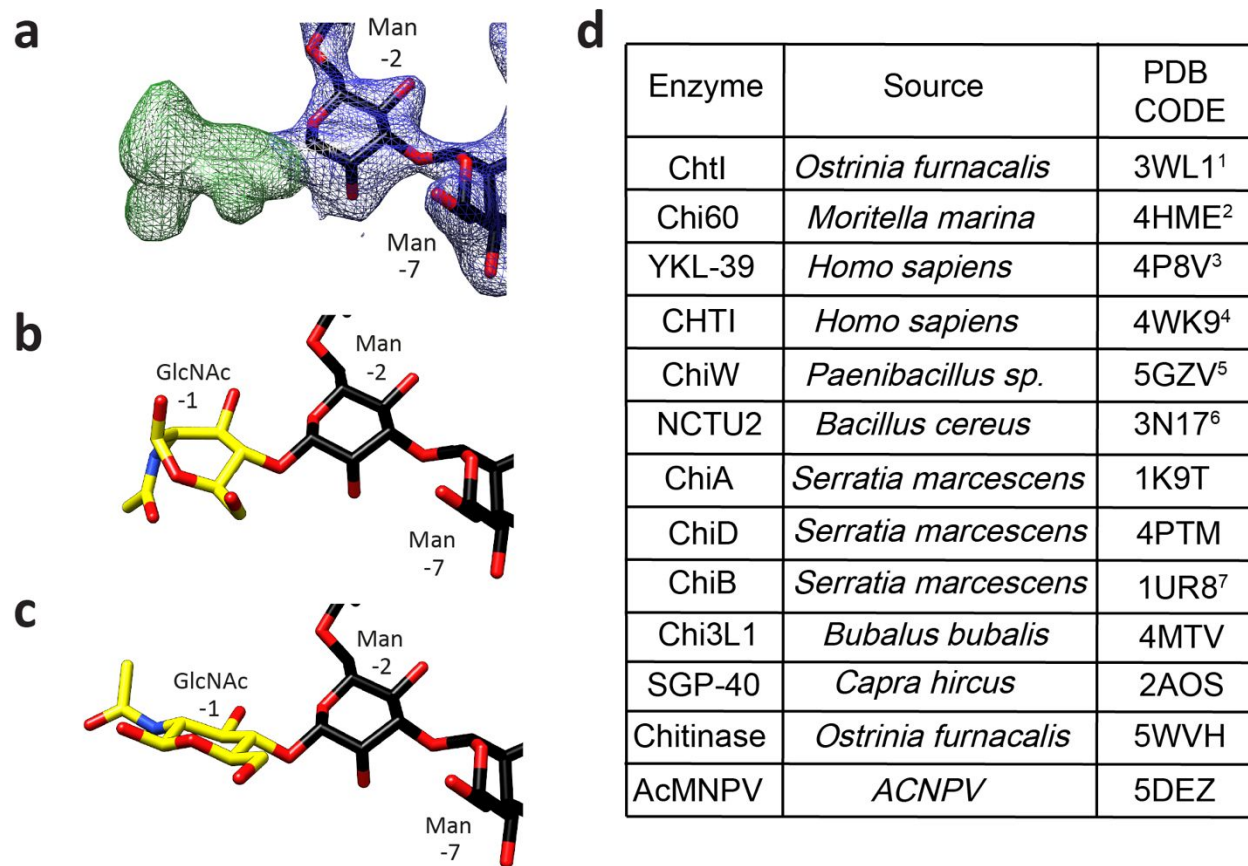 a
Man
-2
Man
-7
b
GlcNAc
-1
Man
-2
Man
-7
c
GlcNAc
-1
Man
-2
Man
-7
d
Enzyme Source PDB CODE
ChtI Ostrinia furnacalis 3WL1¹
Chi60 Moritella marina 4HME²
YKL-39 Homo sapiens 4P8V³
CHTI Homo sapiens 4WK9⁴
ChiW Paenibacillus sp. 5GZV⁵
NCTU2 Bacillus cereus 3N17⁶
ChiA Serratia marcescens 1K9T
ChiD Serratia marcescens 4PTM
ChiB Serratia marcescens 1UR8⁷
Chi3L1 Bubalus bubalis 4MTV
SGP-40 Capra hircus 2AOS
Chitinase Ostrinia furnacalis 5WVH
AcMNPV ACNPV 5DEZ